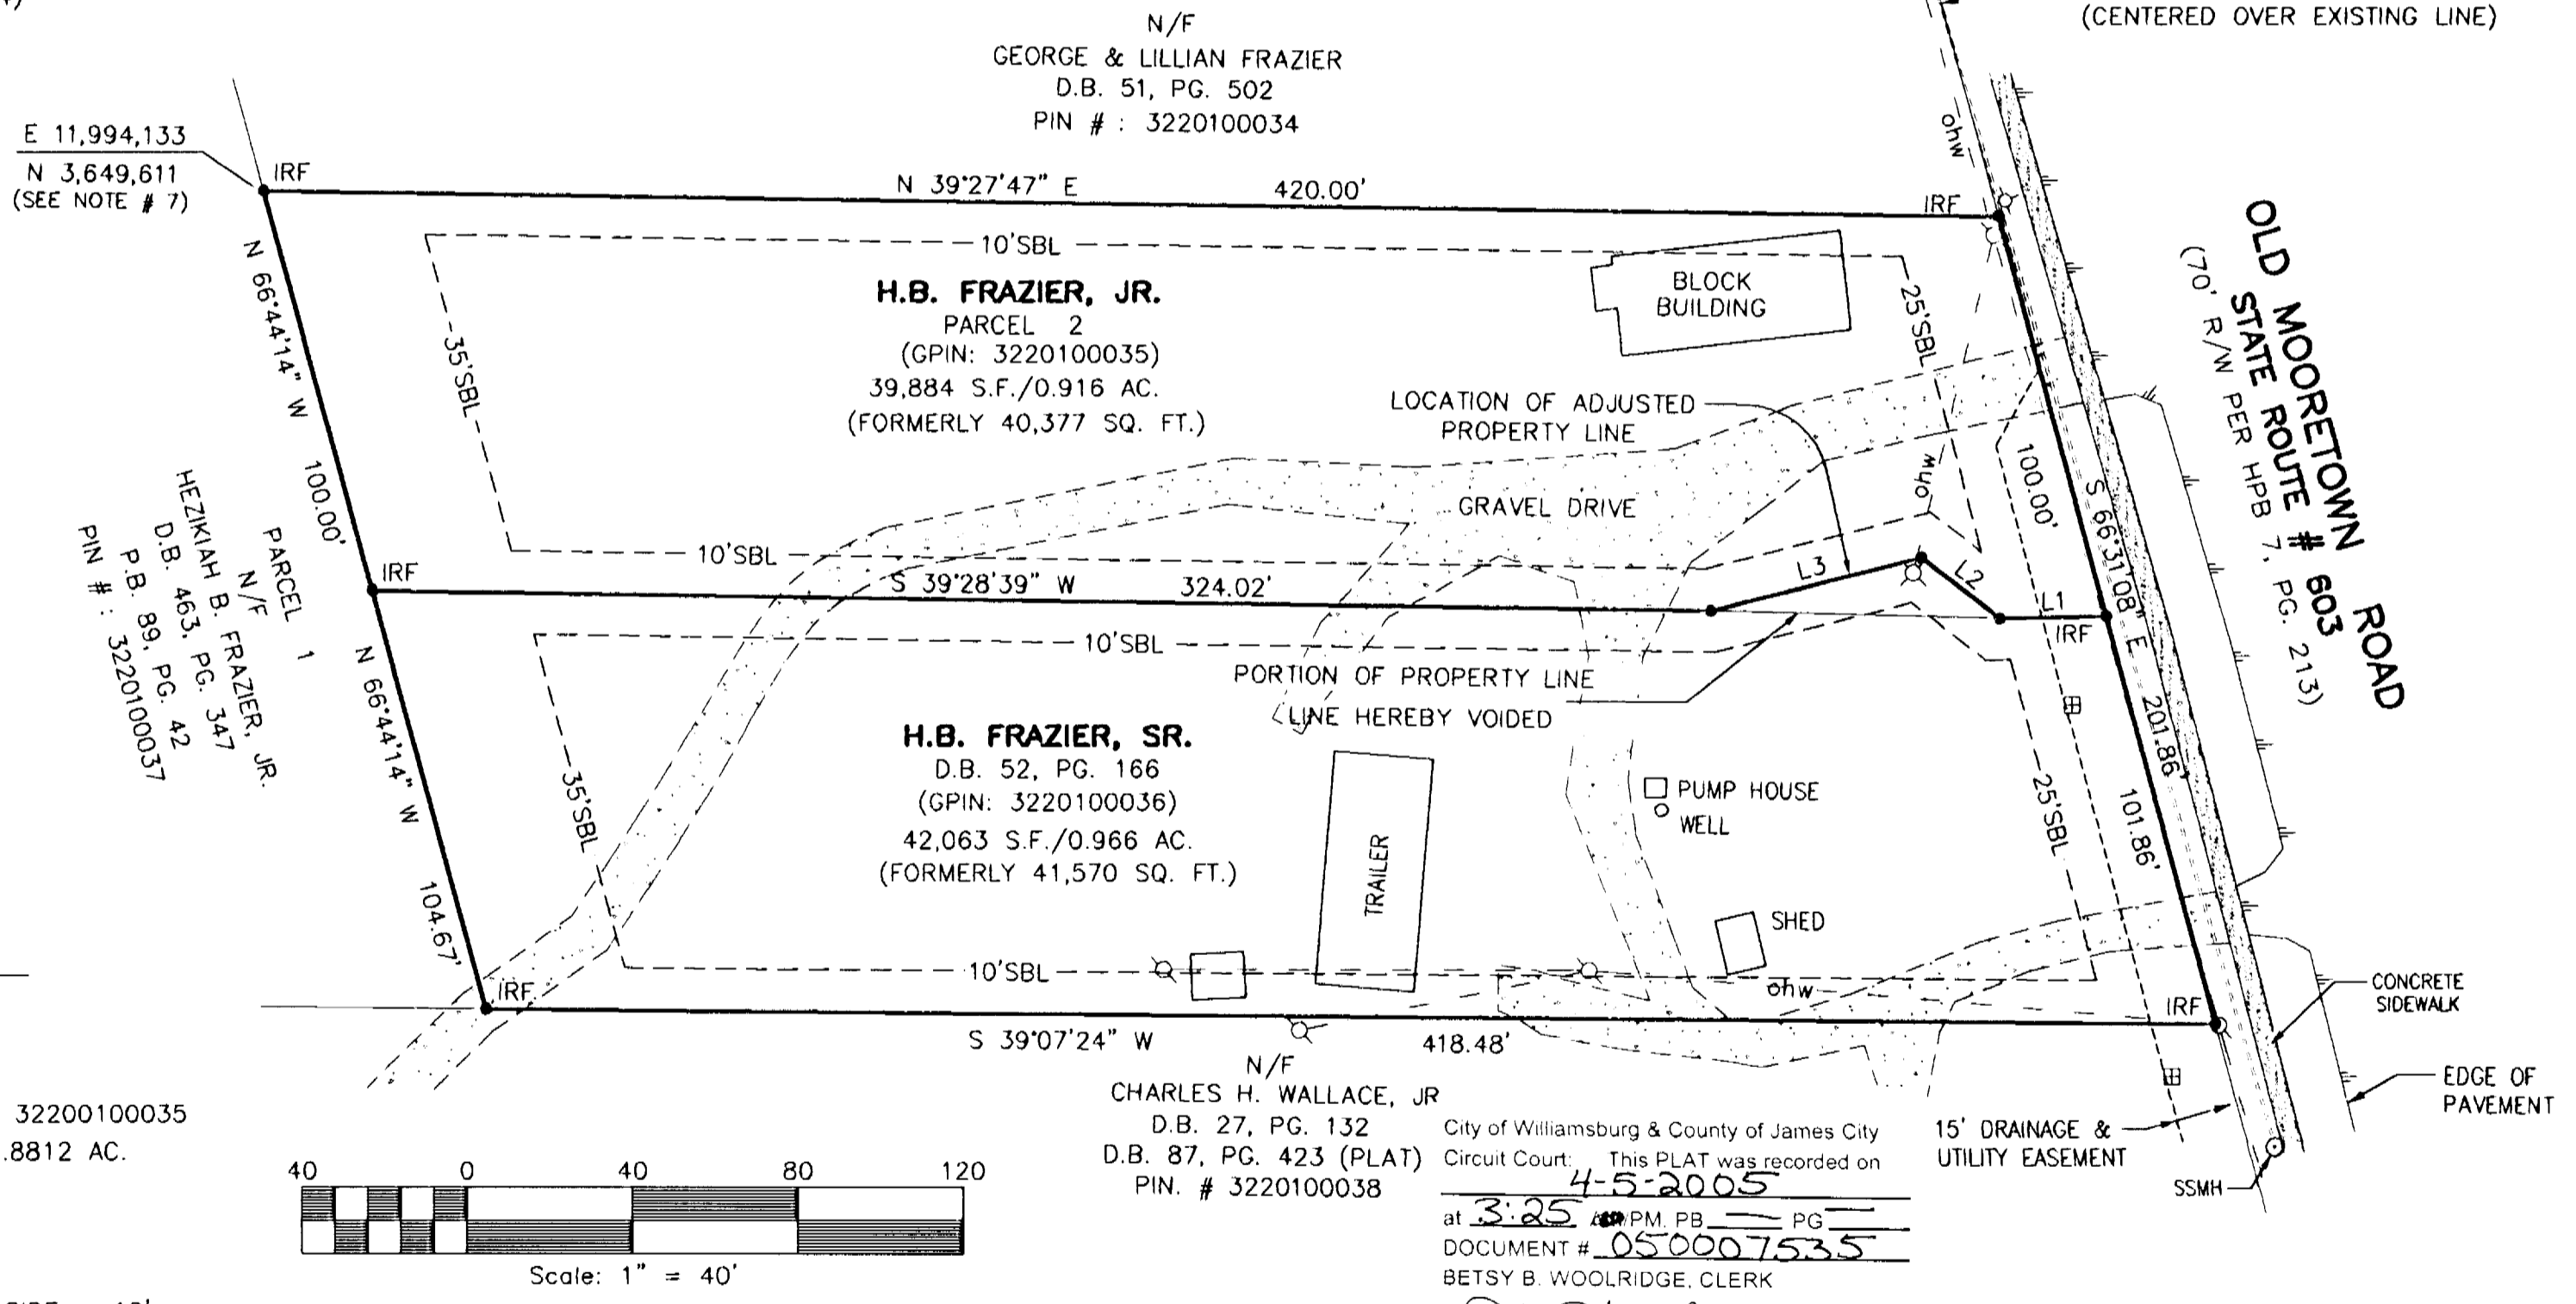 (CENTERED OVER EXISTING LINE)
N/F
GEORGE & LILLIAN FRAZIER
D.B. 51, PG. 502
PIN # : 3220100034
E 11,994,133
N 3,649,611
(SEE NOTE # 7)
IRF
N 39°27'47" E 420.00'
IRF
ohw
10'SBL
H.B. FRAZIER, JR.
PARCEL 2
(GPIN: 3220100035)
39,884 S.F./0.916 AC.
(FORMERLY 40,377 SQ. FT.)
BLOCK
BUILDING
25'SBL
35'SBL
N 66°44'14" W 100.00'
OLD MOORETOWN ROAD
STATE ROUTE # 603
(70' R/W PER HPB 7, PG. 213)
LOCATION OF ADJUSTED
PROPERTY LINE
GRAVEL DRIVE
ohw
100.00'
S 66°31'08" E 201.86'
PARCEL 1
N/F
HEZIKIAH B. FRAZIER, JR.
D.B. 463, PG. 347
P.B. 89, PG. 42
PIN # : 3220100037
10'SBL
IRF
S 39°28'39" W 324.02'
L3
L2
L1
IRF
10'SBL
PORTION OF PROPERTY LINE
LINE HEREBY VOIDED
N 66°44'14" W 104.67'
35'SBL
H.B. FRAZIER, SR.
D.B. 52, PG. 166
(GPIN: 3220100036)
42,063 S.F./0.966 AC.
(FORMERLY 41,570 SQ. FT.)
TRAILER
PUMP HOUSE
WELL
SHED
25'SBL
101.86'
10'SBL
ohw
IRF
IRF
CONCRETE
SIDEWALK
S 39°07'24" W 418.48'
N/F
CHARLES H. WALLACE, JR
D.B. 27, PG. 132
D.B. 87, PG. 423 (PLAT)
PIN. # 3220100038
EDGE OF
PAVEMENT
15' DRAINAGE &
UTILITY EASEMENT
SSMH
32200100035
.8812 AC.
40 0 40 80 120
Scale: 1" = 40'
City of Williamsburg & County of James City
Circuit Court: This PLAT was recorded on
4-5-2005
at 3:25 /PM. PB — PG —
DOCUMENT # 050007535
BETSY B. WOOLRIDGE, CLERK